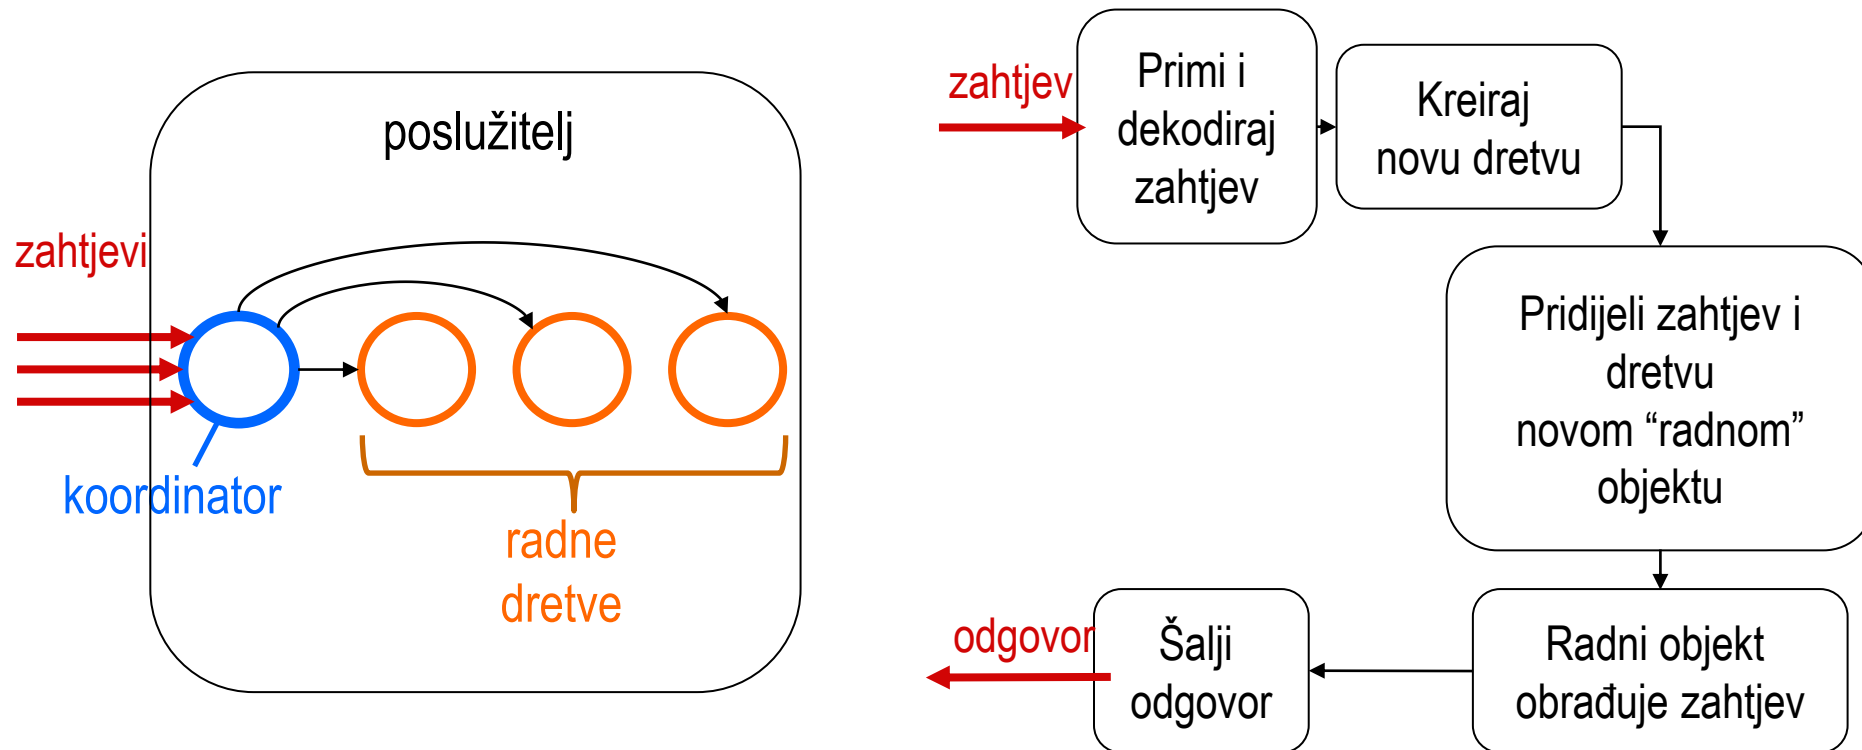 poslužitelj
zahtjevi
koordinator
radne
dretve
zahtjev
Primi i
dekodiraj
zahtjev
Kreiraj
novu dretvu
Pridijeli zahtjev i
dretvu
novom “radnom”
objektu
Radni objekt
obrađuje zahtjev
Šalji
odgovor
odgovor